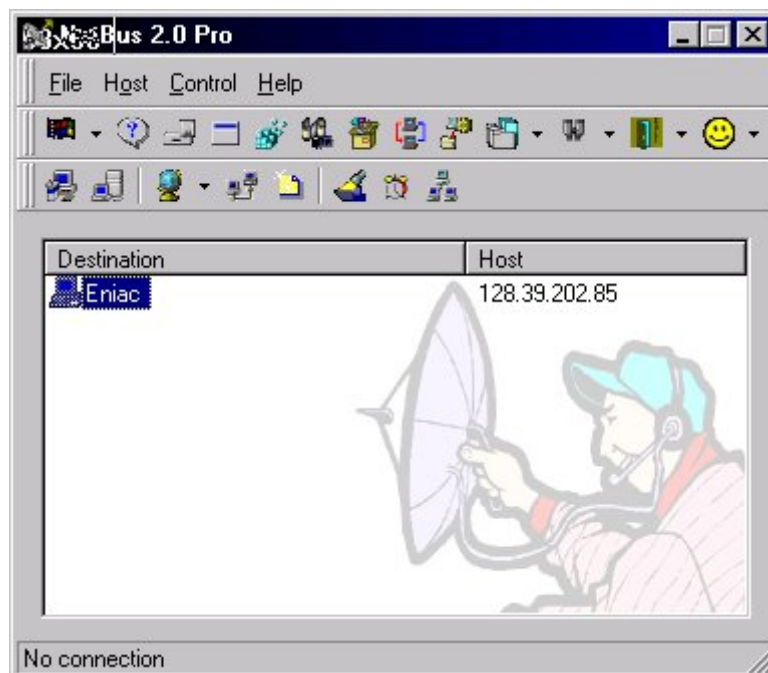 Bus 2.0 Pro
File Host Control Help
Destination Host
Eniac 128.39.202.85
No connection